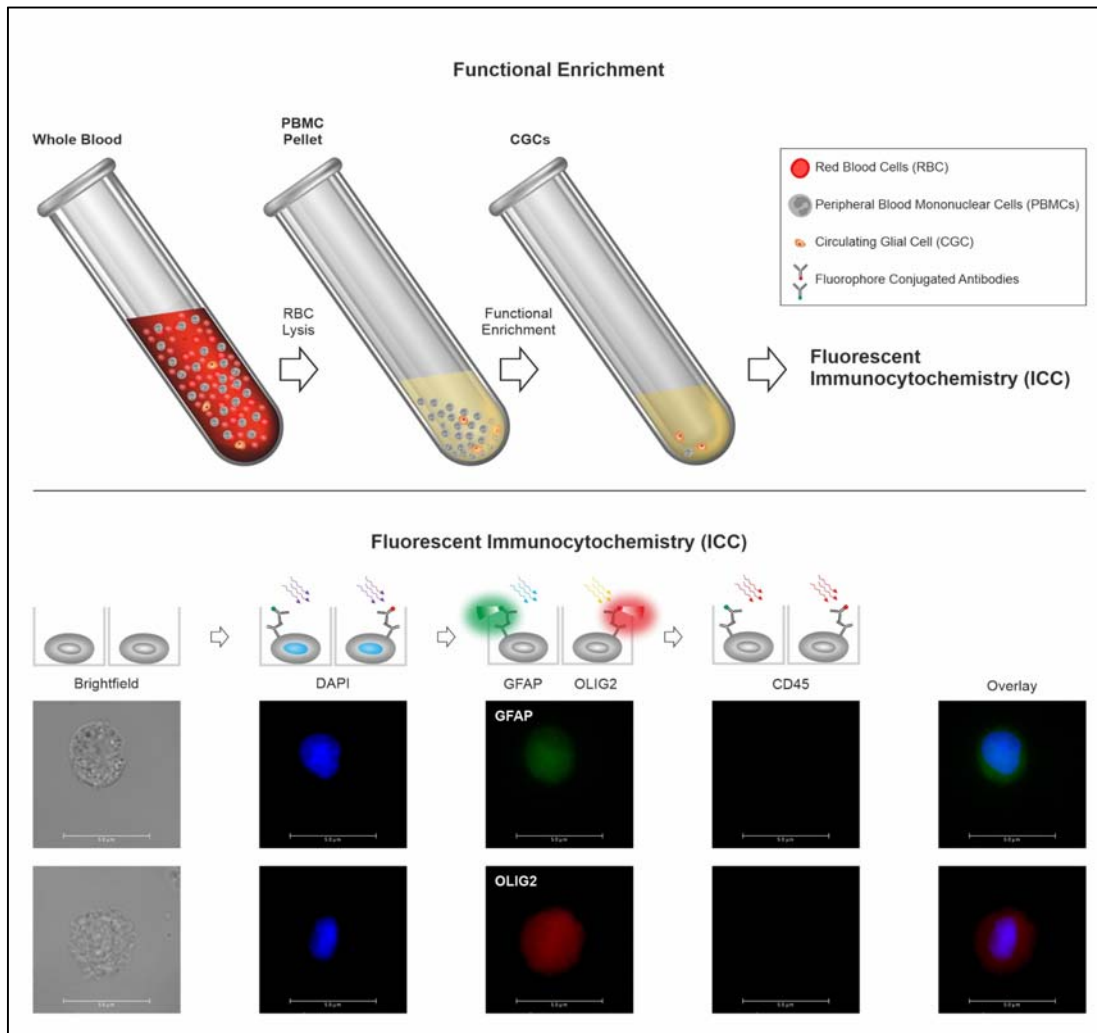 Functional Enrichment
Whole Blood
PBMC
Pellet
CGCs
Red Blood Cells (RBC)
Peripheral Blood Mononuclear Cells (PBMCs)
Circulating Glial Cell (CGC)
Fluorophore Conjugated Antibodies
RBC
Lysis
Functional
Enrichment
Fluorescent
Immunocytochemistry (ICC)
Fluorescent Immunocytochemistry (ICC)
Brightfield
DAPI
GFAP
OLIG2
CD45
Overlay
GFAP
OLIG2